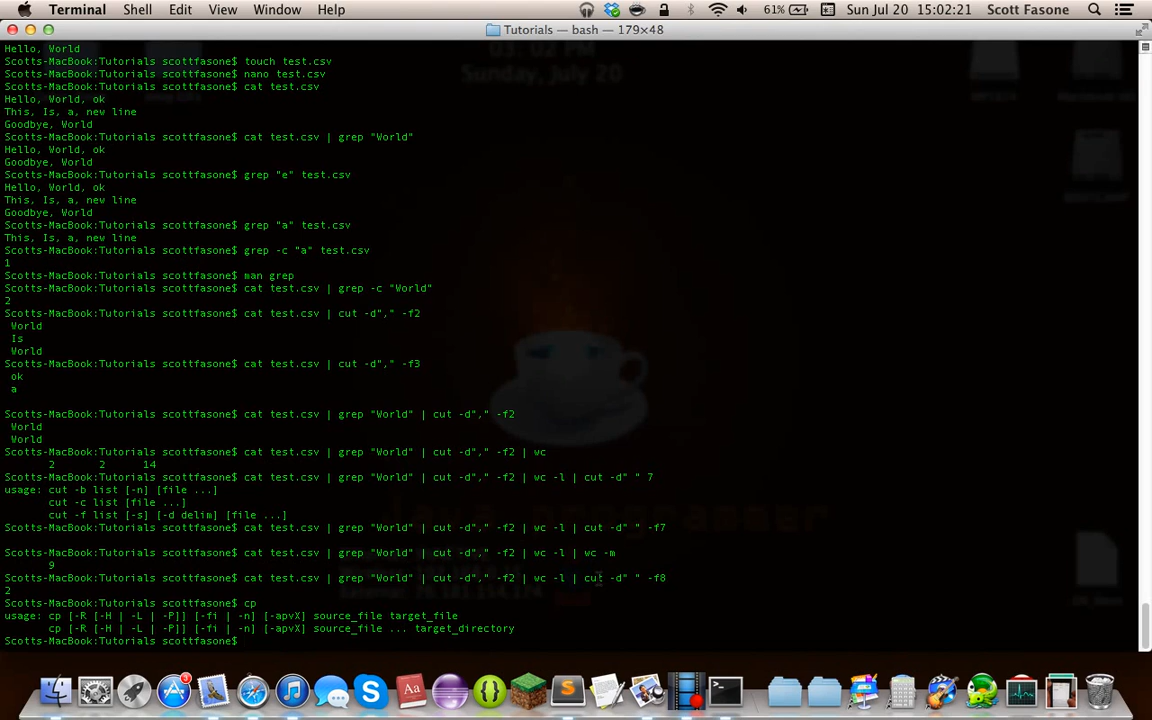 Terminal Shell Edit View Window Help 61% Sun Jul 20 15:02:21 Scott Fasone
Tutorials — bash — 179×48
03: 02 PM
Sunday, July 20
Hello, World
Scotts-MacBook:Tutorials scottfasone$ touch test.csv
Scotts-MacBook:Tutorials scottfasone$ nano test.csv
Scotts-MacBook:Tutorials scottfasone$ cat test.csv
Hello, World, ok
This, Is, a, new line
Goodbye, World
Scotts-MacBook:Tutorials scottfasone$ cat test.csv | grep "World"
Hello, World, ok
Goodbye, World
Scotts-MacBook:Tutorials scottfasone$ grep "e" test.csv
Hello, World, ok
This, Is, a, new line
Goodbye, World
Scotts-MacBook:Tutorials scottfasone$ grep "a" test.csv
This, Is, a, new line
Scotts-MacBook:Tutorials scottfasone$ grep -c "a" test.csv
1
Scotts-MacBook:Tutorials scottfasone$ man grep
Scotts-MacBook:Tutorials scottfasone$ cat test.csv | grep -c "World"
2
Scotts-MacBook:Tutorials scottfasone$ cat test.csv | cut -d"," -f2
World
Is
World
Scotts-MacBook:Tutorials scottfasone$ cat test.csv | cut -d"," -f3
ok
a
Scotts-MacBook:Tutorials scottfasone$ cat test.csv | grep "World" | cut -d"," -f2
World
World
Scotts-MacBook:Tutorials scottfasone$ cat test.csv | grep "World" | cut -d"," -f2 | wc
2 2 14
Scotts-MacBook:Tutorials scottfasone$ cat test.csv | grep "World" | cut -d"," -f2 | wc -l | cut -d" " 7
usage: cut -b list [-n] [file ...]
cut -c list [file ...]
cut -f list [-s] [-d delim] [file ...]
Scotts-MacBook:Tutorials scottfasone$ cat test.csv | grep "World" | cut -d"," -f2 | wc -l | cut -d" " -f7
Scotts-MacBook:Tutorials scottfasone$ cat test.csv | grep "World" | cut -d"," -f2 | wc -l | wc -m
9
Scotts-MacBook:Tutorials scottfasone$ cat test.csv | grep "World" | cut -d"," -f2 | wc -l | cut -d" " -f8
2
Scotts-MacBook:Tutorials scottfasone$ cp
usage: cp [-R [-H | -L | -P]] [-fi | -n] [-apvX] source_file target_file
cp [-R [-H | -L | -P]] [-fi | -n] [-apvX] source_file ... target_directory
Scotts-MacBook:Tutorials scottfasone$
3